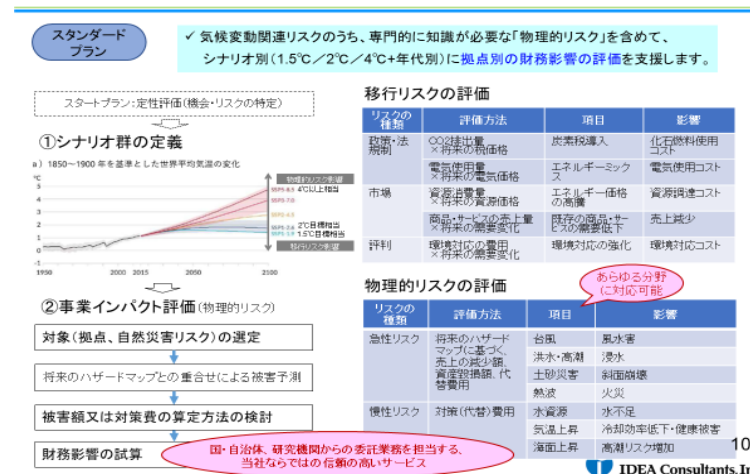 スタンダード
プラン
✓ 気候変動関連リスクのうち、専門的に知識が必要な「物理的リスク」を含めて、
シナリオ別(1.5℃/2℃/4℃+年代別)に拠点別の財務影響の評価を支援します。
スタートプラン:定性評価(機会・リスクの特定)
①シナリオ群の定義
a) 1850~1900 年を基準とした世界平均気温の変化
℃
5
4
3
2
1
0
-1
1950
2000
2015
2050
2100
物理的リスク影響
SSP5-8.5
4℃以上相当
SSP3-7.0
SSP2-4.5
SSP1-2.6
2℃目標相当
SSP1-1.9
1.5℃目標相当
移行リスク影響
②事業インパクト評価(物理的リスク)
対象(拠点、自然災害リスク)の選定
将来のハザードマップとの重合せによる被害予測
被害額又は対策費の算定方法の検討
財務影響の試算
国・自治体、研究機関からの委託業務を担当する、
当社ならではの信頼の高いサービス
移行リスクの評価
リスクの
種類
評価方法
項目
影響
政策・法
規制
CO2排出量
×将来の炭素価格
炭素税導入
化石燃料使用
コスト
電気使用量
×将来の電気価格
エネルギーミック
ス
電気使用コスト
市場
資源消費量
×将来の資源価格
エネルギー価格
の高騰
資源調達コスト
商品・サービスの売上量
×将来の需要変化
既存の商品・サー
ビスの需要低下
売上減少
評判
環境対応の費用
×将来の需要変化
環境対応の強化
環境対応コスト
物理的リスクの評価
あらゆる分野
に対応可能
リスクの
種類
評価方法
項目
影響
急性リスク
将来のハザード
マップに基づく、
売上の減少額、
資産毀損額、代
替費用
台風
風水害
洪水・高潮
浸水
土砂災害
斜面崩壊
熱波
火災
慢性リスク
対策(代替)費用
水資源
水不足
気温上昇
冷却効率低下・健康被害
海面上昇
高潮リスク増加
10
IDEA Consultants, In